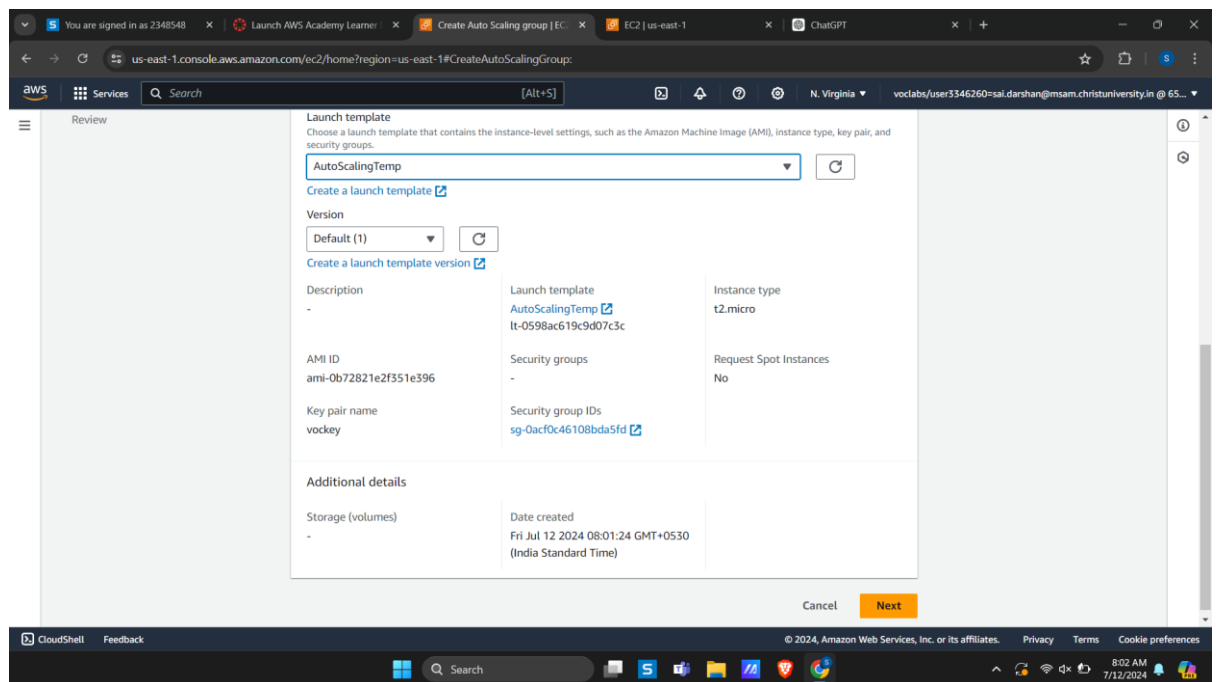 You are signed in as 2348548
Launch AWS Academy Learner
Create Auto Scaling group | EC
EC2 | us-east-1
ChatGPT
us-east-1.console.aws.amazon.com/ec2/home?region=us-east-1#CreateAutoScalingGroup:
aws Services Search [Alt+S] N. Virginia voclabs/user3346260=sai.darshan@msam.christuniversity.in @ 65...
Review
Launch template
Choose a launch template that contains the instance-level settings, such as the Amazon Machine Image (AMI), instance type, key pair, and
security groups.
AutoScalingTemp
Create a launch template
Version
Default (1)
Create a launch template version
Description
-
Launch template
AutoScalingTemp
lt-0598ac619c9d07c3c
Instance type
t2.micro
AMI ID
ami-0b72821e2f351e396
Security groups
-
Request Spot Instances
No
Key pair name
vockey
Security group IDs
sg-0acf0c46108bda5fd
Additional details
Storage (volumes)
-
Date created
Fri Jul 12 2024 08:01:24 GMT+0530
(India Standard Time)
Cancel
Next
CloudShell Feedback © 2024, Amazon Web Services, Inc. or its affiliates. Privacy Terms Cookie preferences
Search
8:02 AM
7/12/2024